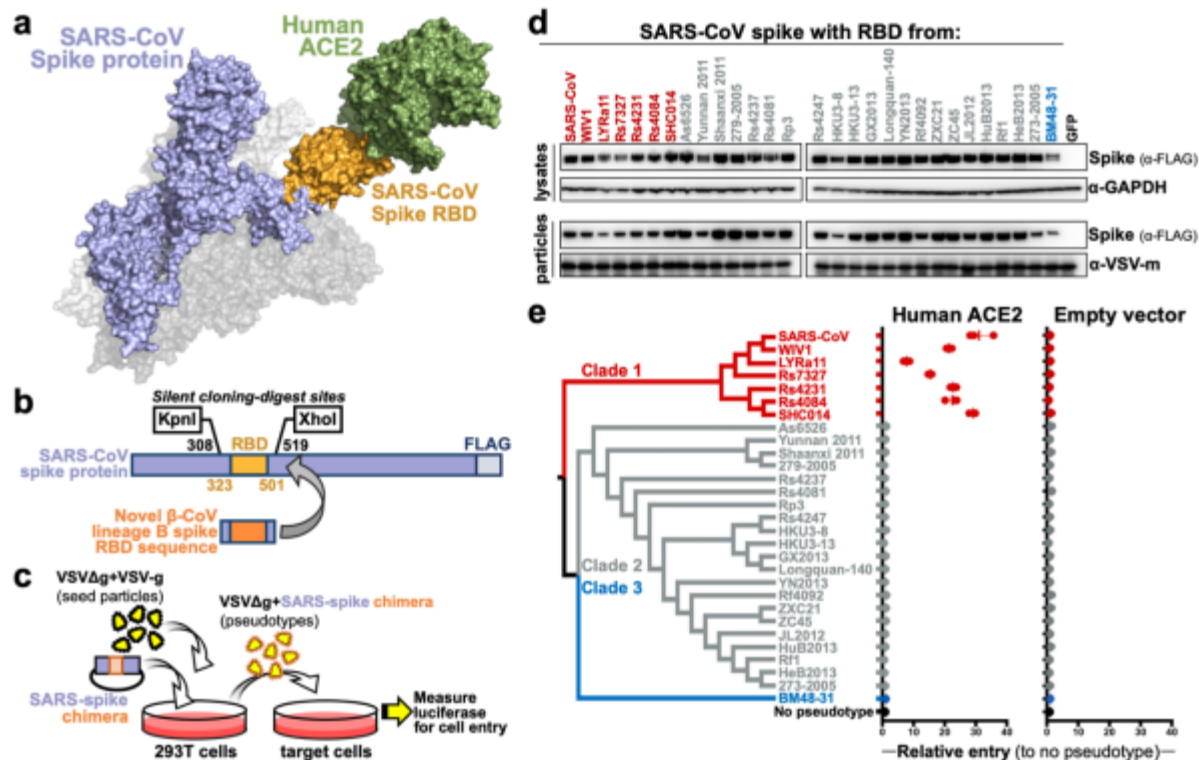 a
SARS-CoV
Spike protein
Human
ACE2
SARS-CoV
Spike RBD
b
Silent cloning-digest sites
KpnI
XhoI
308
RBD
519
FLAG
SARS-CoV
spike protein
323
501
Novel β-CoV
lineage B spike
RBD sequence
c
VSVΔg+VSV-g
(seed particles)
VSVΔg+SARS-spike chimera
(pseudotypes)
SARS-spike
chimera
293T cells
target cells
Measure
luciferase
for cell entry
d
SARS-CoV spike with RBD from:
SARS-CoV
WIV1
LYRa11
Rs7327
Rs4231
Rs4084
SHC014
As6526
Yunnan 2011
Shaanxi 2011
279-2005
Rs4237
Rs4081
Rp3
Rs4247
HKU3-8
HKU3-13
GX2013
Longquan-140
YN2013
Rf4092
ZXC21
ZC45
JL2012
HuB2013
Rf1
HeB2013
273-2005
BM48-31
GFP
lysates
Spike (α-FLAG)
α-GAPDH
particles
Spike (α-FLAG)
α-VSV-m
e
Human ACE2
Empty vector
Clade 1
Clade 2
Clade 3
SARS-CoV
WIV1
LYRa11
Rs7327
Rs4231
Rs4084
SHC014
As6526
Yunnan 2011
Shaanxi 2011
279-2005
Rs4237
Rs4081
Rp3
Rs4247
HKU3-8
HKU3-13
GX2013
Longquan-140
YN2013
Rf4092
ZXC21
ZC45
JL2012
HuB2013
Rf1
HeB2013
273-2005
BM48-31
No pseudotype
0 10 20 30 40
0 10 20 30 40
Relative entry (to no pseudotype)